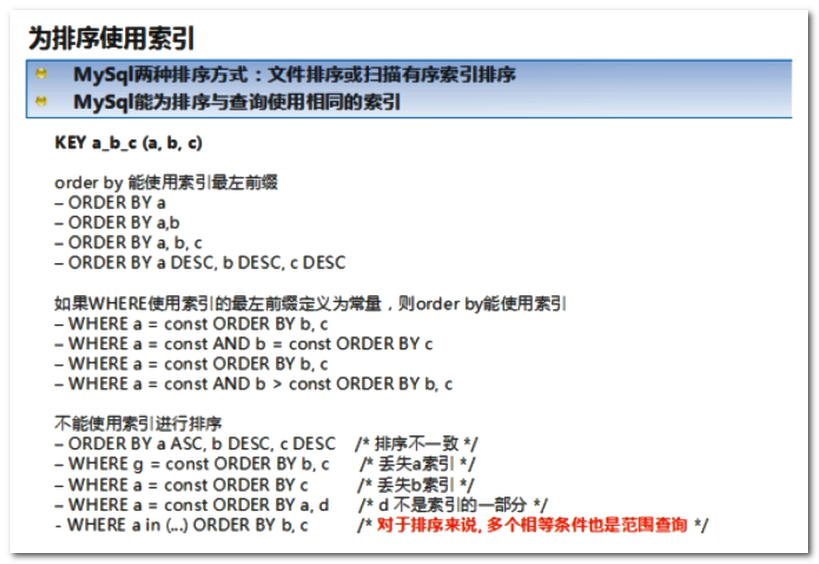 为排序使用索引
MySql两种排序方式：文件排序或扫描有序索引排序
MySql能为排序与查询使用相同的索引
KEY a_b_c (a, b, c)
order by 能使用索引最左前缀
– ORDER BY a
– ORDER BY a,b
– ORDER BY a, b, c
– ORDER BY a DESC, b DESC, c DESC
如果WHERE使用索引的最左前缀定义为常量，则order by能使用索引
– WHERE a = const ORDER BY b, c
– WHERE a = const AND b = const ORDER BY c
– WHERE a = const ORDER BY b, c
– WHERE a = const AND b > const ORDER BY b, c
不能使用索引进行排序
– ORDER BY a ASC, b DESC, c DESC /* 排序不一致 */
– WHERE g = const ORDER BY b, c /* 丢失a索引 */
– WHERE a = const ORDER BY c /* 丢失b索引 */
– WHERE a = const ORDER BY a, d /* d 不是索引的一部分 */
- WHERE a in (...) ORDER BY b, c /* 对于排序来说, 多个相等条件也是范围查询 */